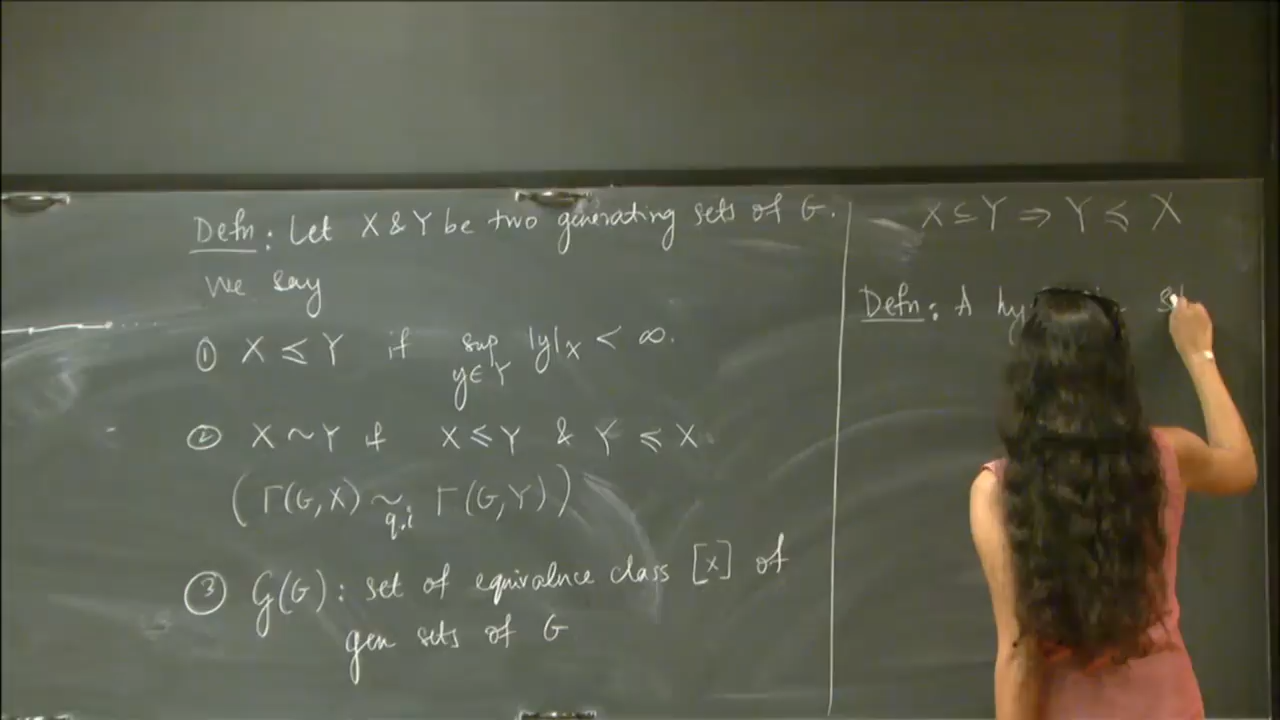 Defn: Let X & Y be two generating sets of G.
We say
① X ≼ Y if sup y∈Y |y|_X < ∞.
② X ~ Y if X ≼ Y & Y ≼ X.
(Γ(G,X) ~ q.i Γ(G,Y))
③ G(G): set of equivalnce class [X] of
gen sets of G
X ⊆ Y ⇒ Y ≼ X
Defn: A